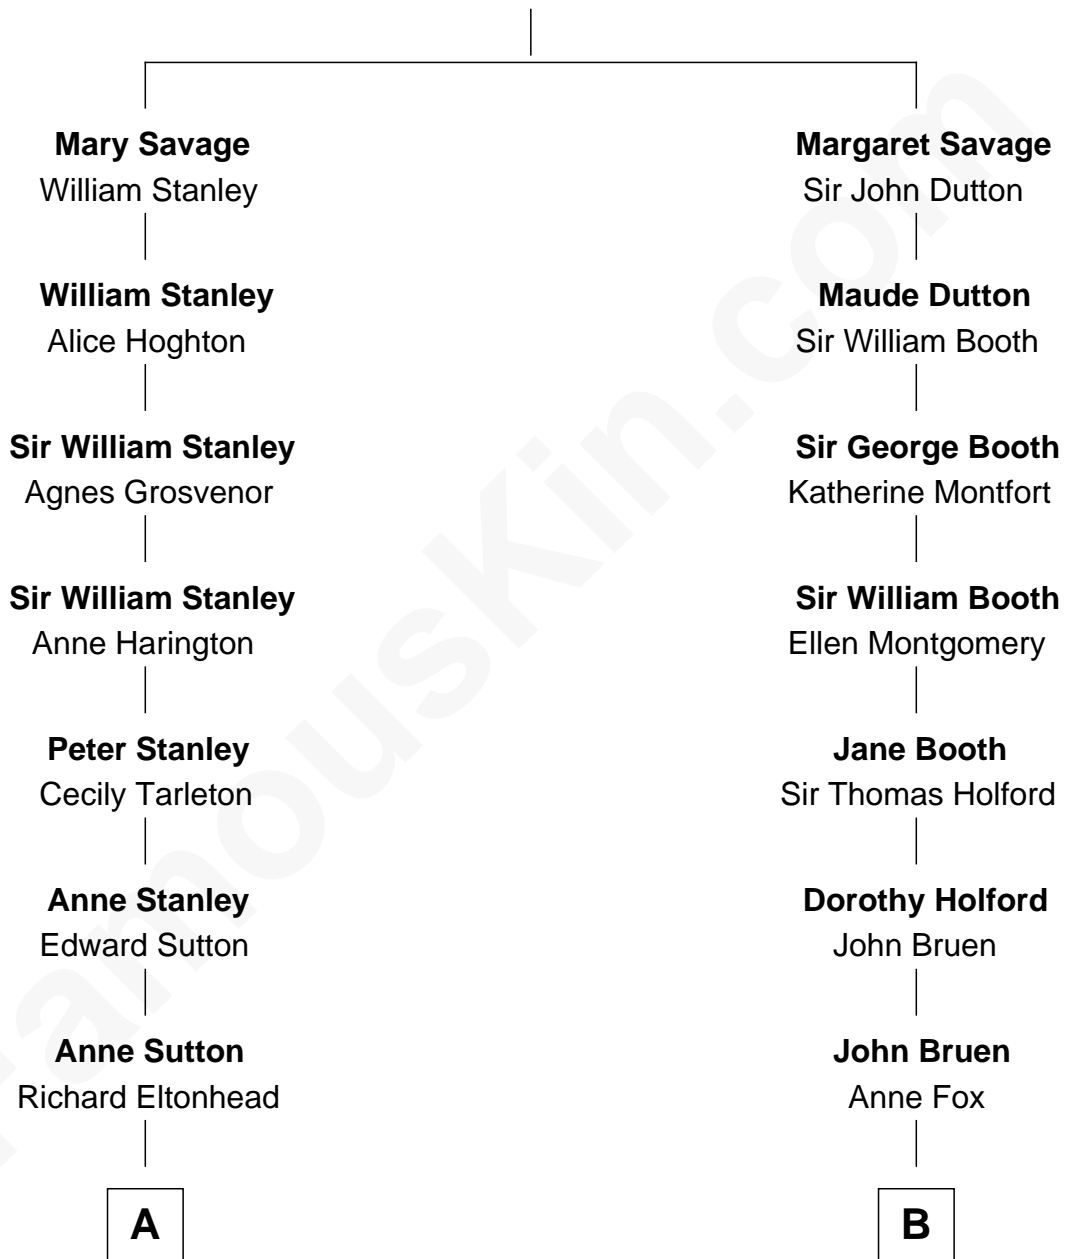 Mary Savage
William Stanley
William Stanley
Alice Hoghton
Sir William Stanley
Agnes Grosvenor
Sir William Stanley
Anne Harington
Peter Stanley
Cecily Tarleton
Anne Stanley
Edward Sutton
Anne Sutton
Richard Eltonhead
A
Margaret Savage
Sir John Dutton
Maude Dutton
Sir William Booth
Sir George Booth
Katherine Montfort
Sir William Booth
Ellen Montgomery
Jane Booth
Sir Thomas Holford
Dorothy Holford
John Bruen
John Bruen
Anne Fox
B
FamousKin.com